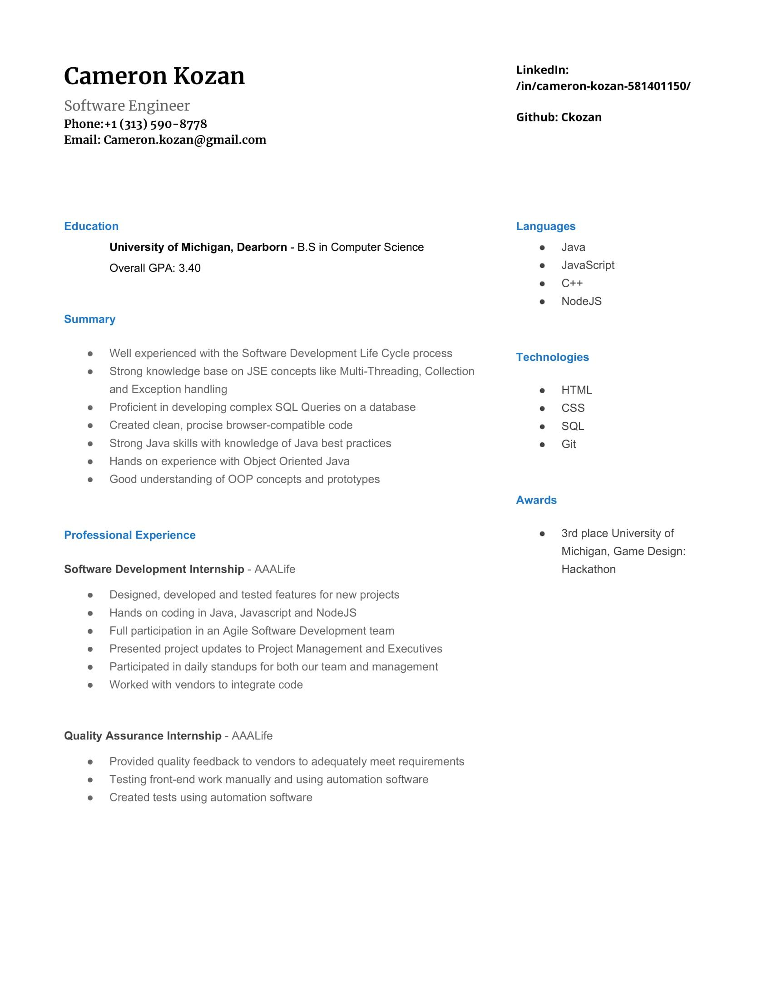 Cameron Kozan
Software Engineer
Phone:+1 (313) 590-8778
Email: Cameron.kozan@gmail.com
LinkedIn:
/in/cameron-kozan-581401150/
Github: Ckozan
Education
University of Michigan, Dearborn - B.S in Computer Science
Overall GPA: 3.40
Summary
● Well experienced with the Software Development Life Cycle process
● Strong knowledge base on JSE concepts like Multi-Threading, Collection
and Exception handling
● Proficient in developing complex SQL Queries on a database
● Created clean, procise browser-compatible code
● Strong Java skills with knowledge of Java best practices
● Hands on experience with Object Oriented Java
● Good understanding of OOP concepts and prototypes
Professional Experience
Software Development Internship - AAALife
● Designed, developed and tested features for new projects
● Hands on coding in Java, Javascript and NodeJS
● Full participation in an Agile Software Development team
● Presented project updates to Project Management and Executives
● Participated in daily standups for both our team and management
● Worked with vendors to integrate code
Quality Assurance Internship - AAALife
● Provided quality feedback to vendors to adequately meet requirements
● Testing front-end work manually and using automation software
● Created tests using automation software
Languages
● Java
● JavaScript
● C++
● NodeJS
Technologies
● HTML
● CSS
● SQL
● Git
Awards
● 3rd place University of
Michigan, Game Design:
Hackathon